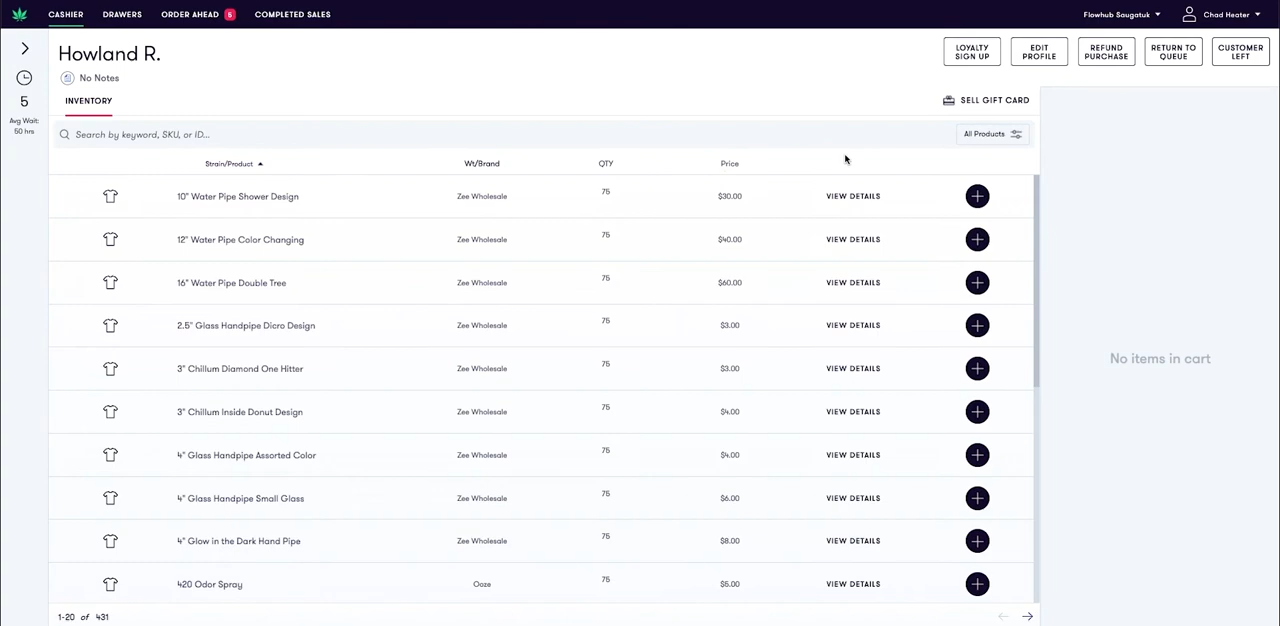 CASHIER DRAWERS ORDER AHEAD 5 COMPLETED SALES Flowhub Saugatuk Chad Heater
Howland R.
LOYALTY SIGN UP EDIT PROFILE REFUND PURCHASE RETURN TO QUEUE CUSTOMER LEFT
No Notes
5
Avg Wait:
50 hrs
INVENTORY SELL GIFT CARD
Search by keyword, SKU, or ID... All Products
Strain/Product Wt/Brand QTY Price
10" Water Pipe Shower Design Zee Wholesale 75 $30.00 VIEW DETAILS
12" Water Pipe Color Changing Zee Wholesale 75 $40.00 VIEW DETAILS
16" Water Pipe Double Tree Zee Wholesale 75 $60.00 VIEW DETAILS
2.5" Glass Handpipe Dicro Design Zee Wholesale 75 $3.00 VIEW DETAILS
3" Chillum Diamond One Hitter Zee Wholesale 75 $3.00 VIEW DETAILS
3" Chillum Inside Donut Design Zee Wholesale 75 $4.00 VIEW DETAILS
4" Glass Handpipe Assorted Color Zee Wholesale 75 $4.00 VIEW DETAILS
4" Glass Handpipe Small Glass Zee Wholesale 75 $6.00 VIEW DETAILS
4" Glow in the Dark Hand Pipe Zee Wholesale 75 $8.00 VIEW DETAILS
420 Odor Spray Ooze 75 $5.00 VIEW DETAILS
No items in cart
1-20 of 431